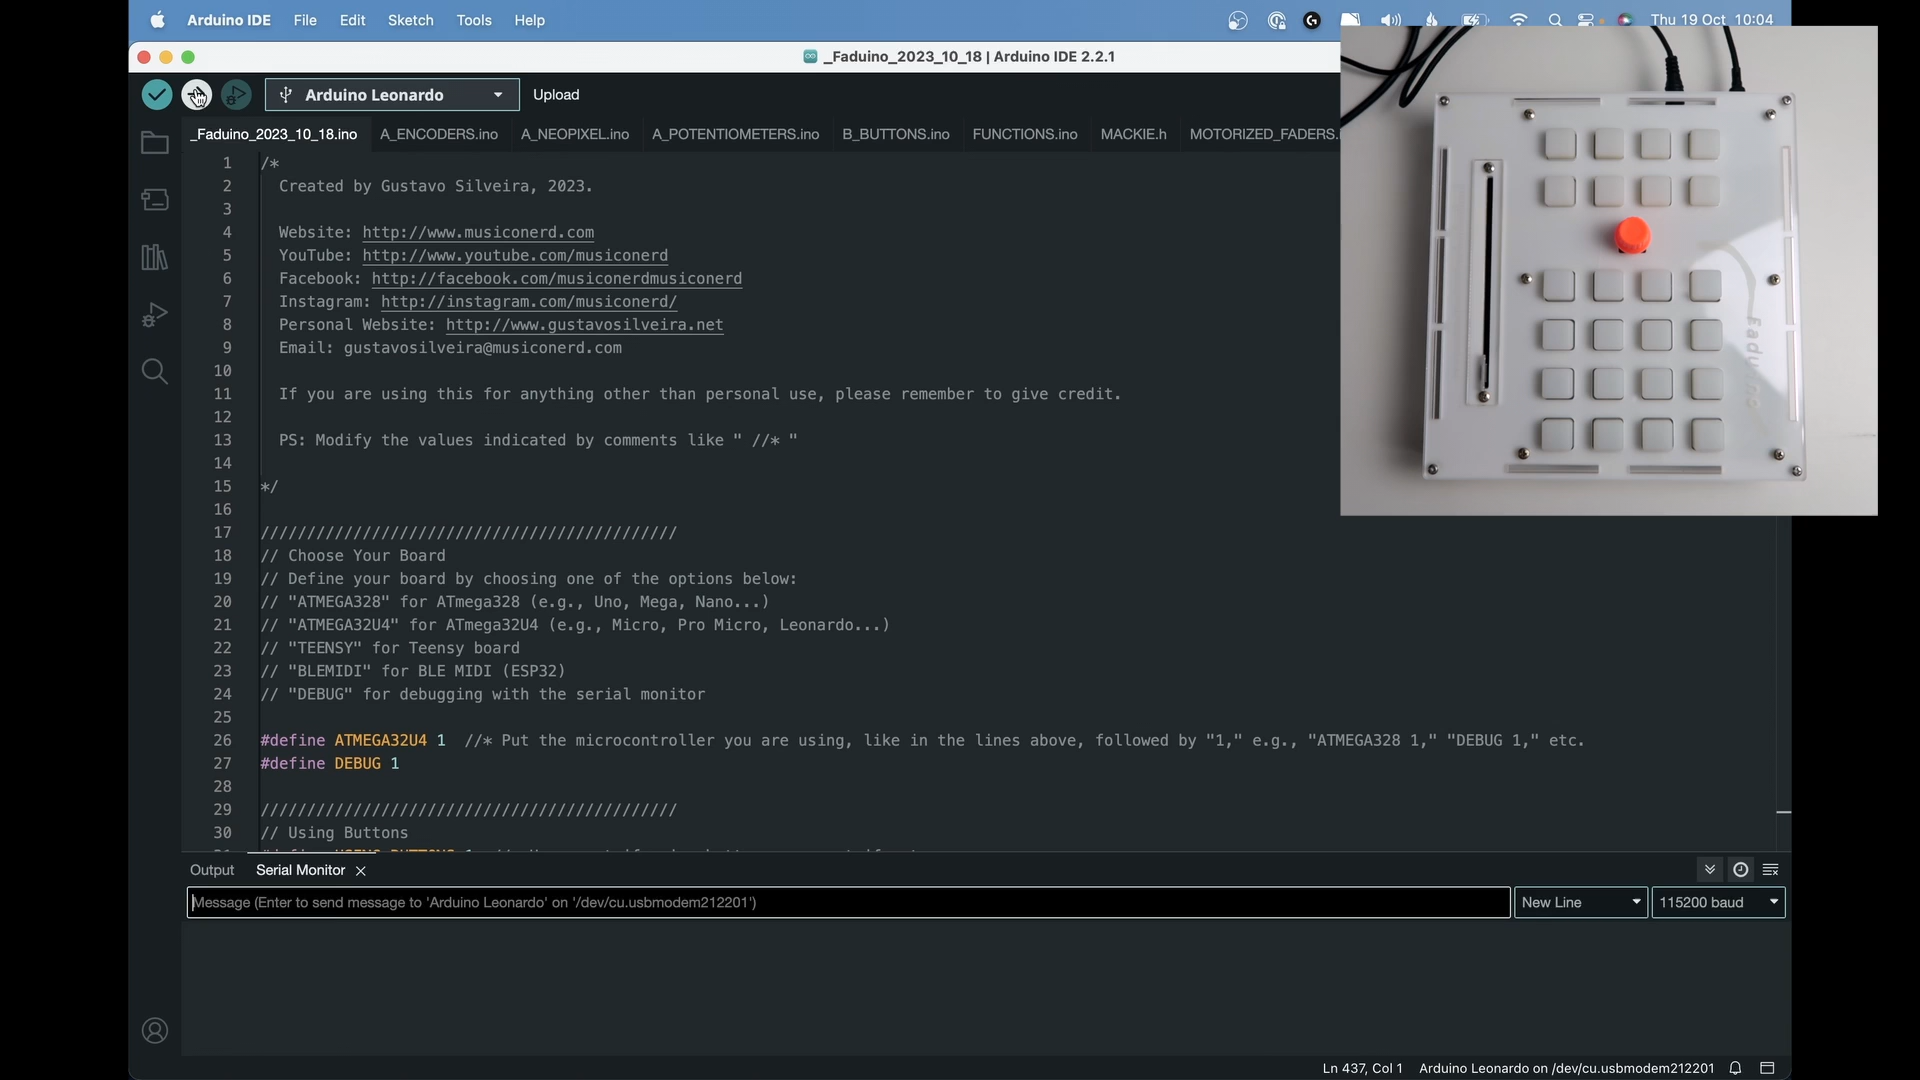 Arduino IDE File Edit Sketch Tools Help Thu 19 Oct 10:04
_Faduino_2023_10_18 | Arduino IDE 2.2.1
Arduino Leonardo Upload
_Faduino_2023_10_18.ino A_ENCODERS.ino A_NEOPIXEL.ino A_POTENTIOMETERS.ino B_BUTTONS.ino FUNCTIONS.ino MACKIE.h MOTORIZED_FADERS.
1 /*
2 Created by Gustavo Silveira, 2023.
3
4 Website: http://www.musiconerd.com
5 YouTube: http://www.youtube.com/musiconerd
6 Facebook: http://facebook.com/musiconerdmusiconerd
7 Instagram: http://instagram.com/musiconerd/
8 Personal Website: http://www.gustavosilveira.net
9 Email: gustavosilveira@musiconerd.com
10
11 If you are using this for anything other than personal use, please remember to give credit.
12
13 PS: Modify the values indicated by comments like " //* "
14
15 */
16
17 /////////////////////////////////////////////
18 // Choose Your Board
19 // Define your board by choosing one of the options below:
20 // "ATMEGA328" for ATmega328 (e.g., Uno, Mega, Nano...)
21 // "ATMEGA32U4" for ATmega32U4 (e.g., Micro, Pro Micro, Leonardo...)
22 // "TEENSY" for Teensy board
23 // "BLEMIDI" for BLE MIDI (ESP32)
24 // "DEBUG" for debugging with the serial monitor
25
26 #define ATMEGA32U4 1 //* Put the microcontroller you are using, like in the lines above, followed by "1," e.g., "ATMEGA328 1," "DEBUG 1," etc.
27 #define DEBUG 1
28
29 /////////////////////////////////////////////
30 // Using Buttons
Faduino
Output Serial Monitor
Message (Enter to send message to 'Arduino Leonardo' on '/dev/cu.usbmodem212201') New Line 115200 baud
Ln 437, Col 1 Arduino Leonardo on /dev/cu.usbmodem212201